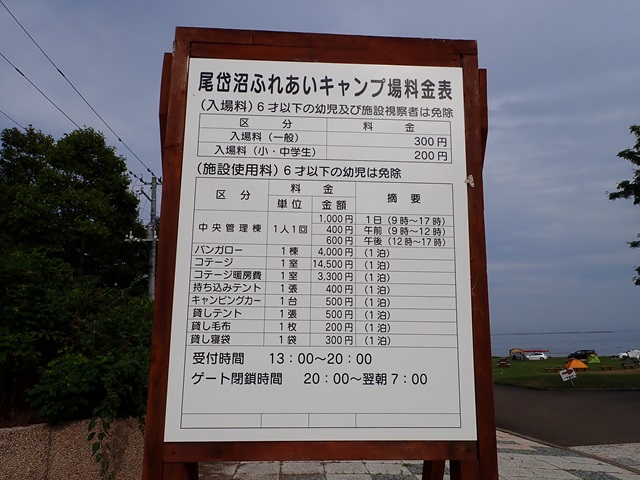 尾岱沼ふれあいキャンプ場料金表
(入場料) 6才以下の幼児及び施設視察者は免除
区 分 料 金
入場料 (一般) 300円
入場料 (小・中学生) 200円
(施設使用料) 6才以下の幼児は免除
区 分 料 金 摘 要
単 位 金 額
中央管理棟 1人1回 1,000円 1日 (9時〜17時)
400円 午前 (9時〜12時)
600円 午後 (12時〜17時)
バンガロー 1棟 4,000円 (1泊)
コテージ 1室 14,500円 (1泊)
コテージ暖房費 1室 3,300円 (1泊)
持ち込みテント 1張 400円 (1泊)
キャンピングカー 1台 500円 (1泊)
貸しテント 1張 500円 (1泊)
貸し毛布 1枚 200円 (1泊)
貸し寝袋 1袋 300円 (1泊)
受付時間 13:00〜20:00
ゲート閉鎖時間 20:00〜翌朝7:00